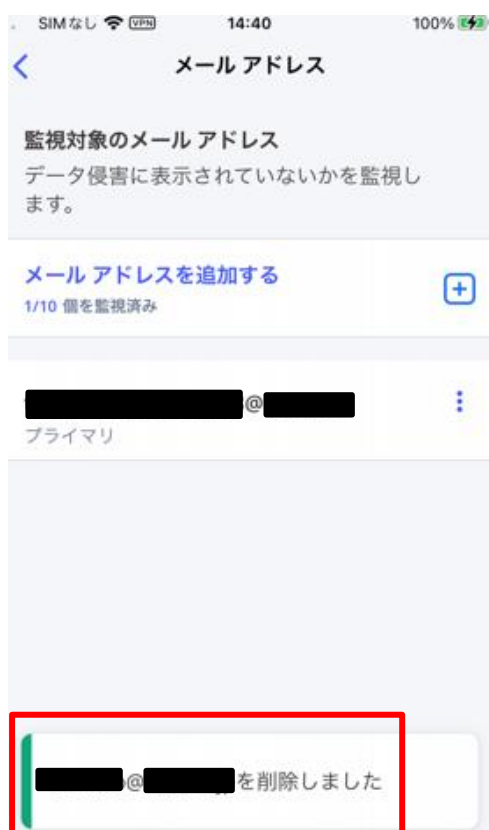 SIMなし VPN 14:40 100%
メール アドレス
監視対象のメール アドレス
データ侵害に表示されていないかを監視し
ます。
メール アドレスを追加する
1/10 個を監視済み
@
プライマリ
@ を削除しました